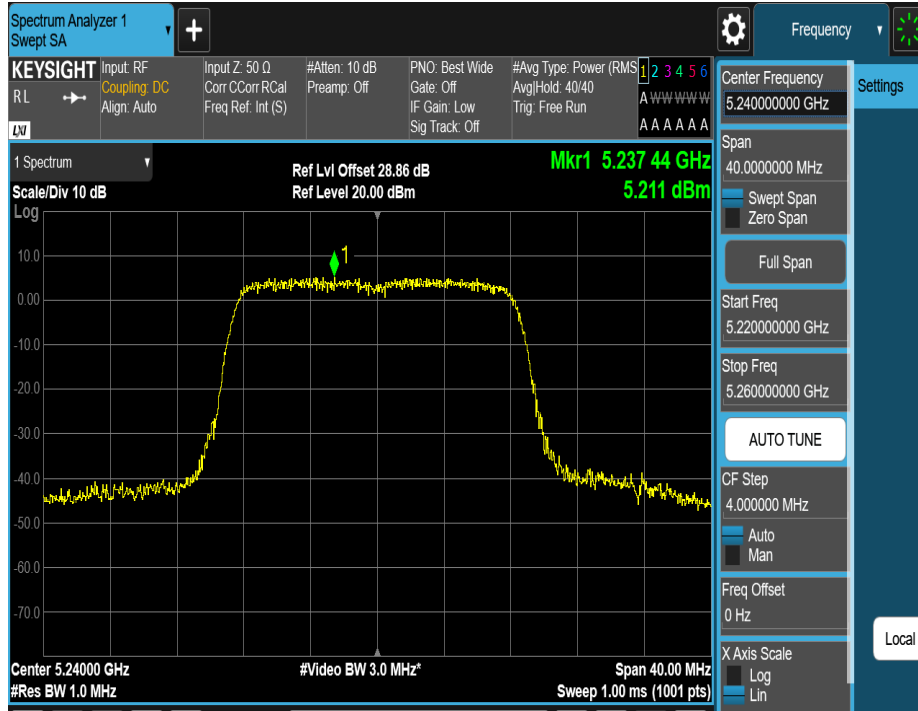 Spectrum Analyzer 1
Swept SA
+
Frequency
KEYSIGHT
RL
LXI
Input: RF
Coupling: DC
Align: Auto
Input Z: 50 Ω
Corr CCorr RCal
Freq Ref: Int (S)
#Atten: 10 dB
Preamp: Off
PNO: Best Wide
Gate: Off
IF Gain: Low
Sig Track: Off
#Avg Type: Power (RMS
Avg|Hold: 40/40
Trig: Free Run
1 2 3 4 5 6
A W W W W W
A A A A A A
1 Spectrum
Scale/Div 10 dB
Log
Ref Lvl Offset 28.86 dB
Ref Level 20.00 dBm
Mkr1 5.237 44 GHz
5.211 dBm
1
10.0
0.00
-10.0
-20.0
-30.0
-40.0
-50.0
-60.0
-70.0
Center 5.24000 GHz
#Res BW 1.0 MHz
#Video BW 3.0 MHz*
Span 40.00 MHz
Sweep 1.00 ms (1001 pts)
Center Frequency
5.240000000 GHz
Span
40.0000000 MHz
Swept Span
Zero Span
Full Span
Start Freq
5.220000000 GHz
Stop Freq
5.260000000 GHz
AUTO TUNE
CF Step
4.000000 MHz
Auto
Man
Freq Offset
0 Hz
X Axis Scale
Log
Lin
Settings
Local